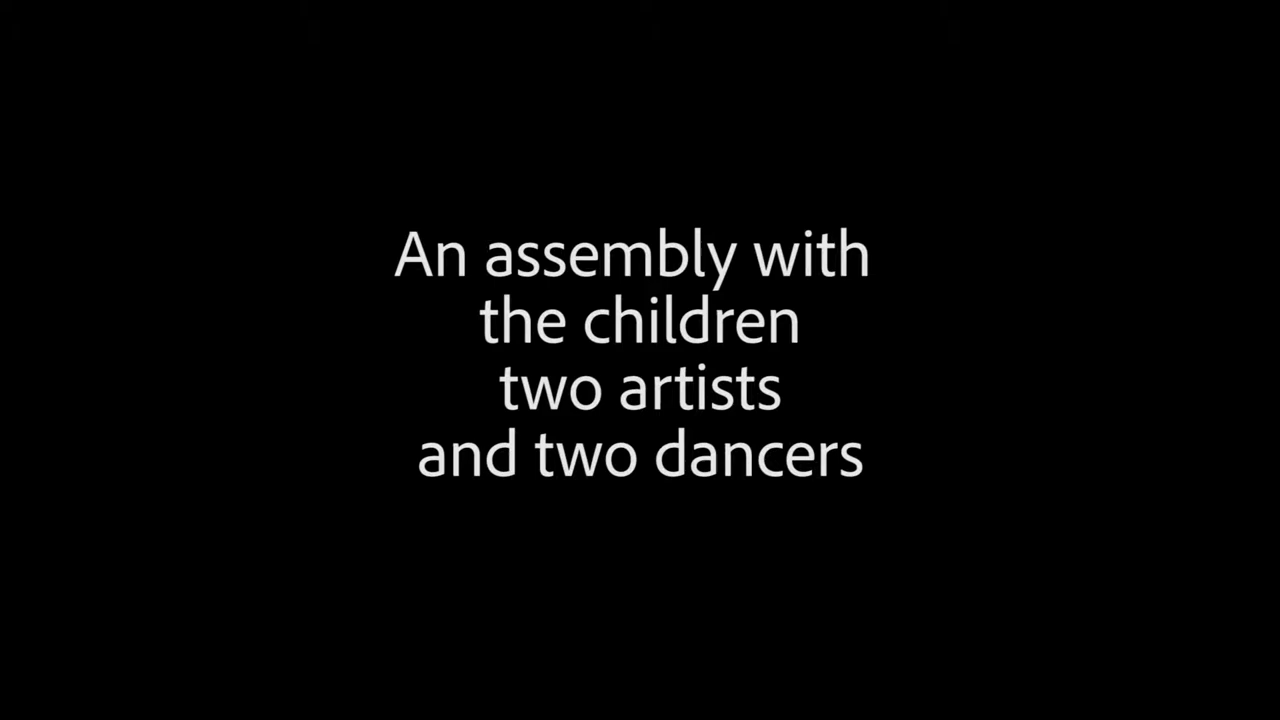 An assembly with
the children
two artists
and two dancers